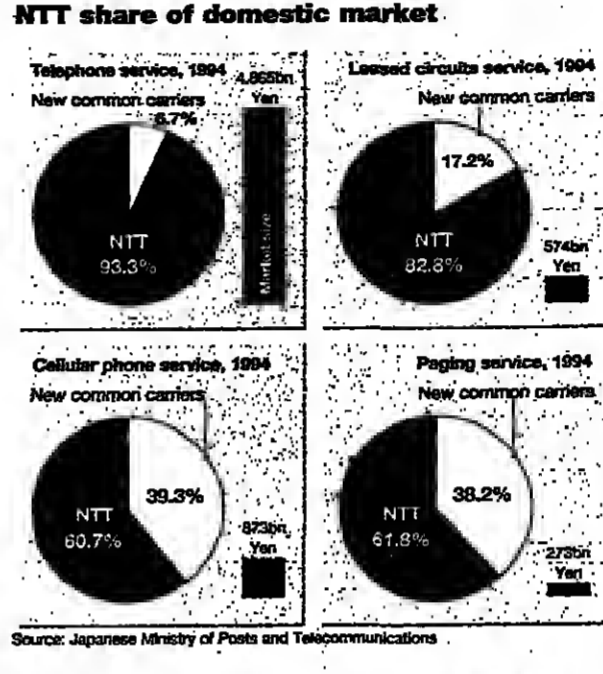 NTT share of domestic market
Telephone service, 1994
4,865bn
Yen
New common carriers
6.7%
NTT
93.3%
Market size
Leased circuits service, 1994
New common carriers
17.2%
NTT
82.8%
574bn
Yen
Cellular phone service, 1994
New common carriers
39.3%
NTT
60.7%
873bn
Yen
Paging service, 1994
New common carriers
38.2%
NTT
61.8%
273bn
Yen
Source: Japanese Ministry of Posts and Telecommunications